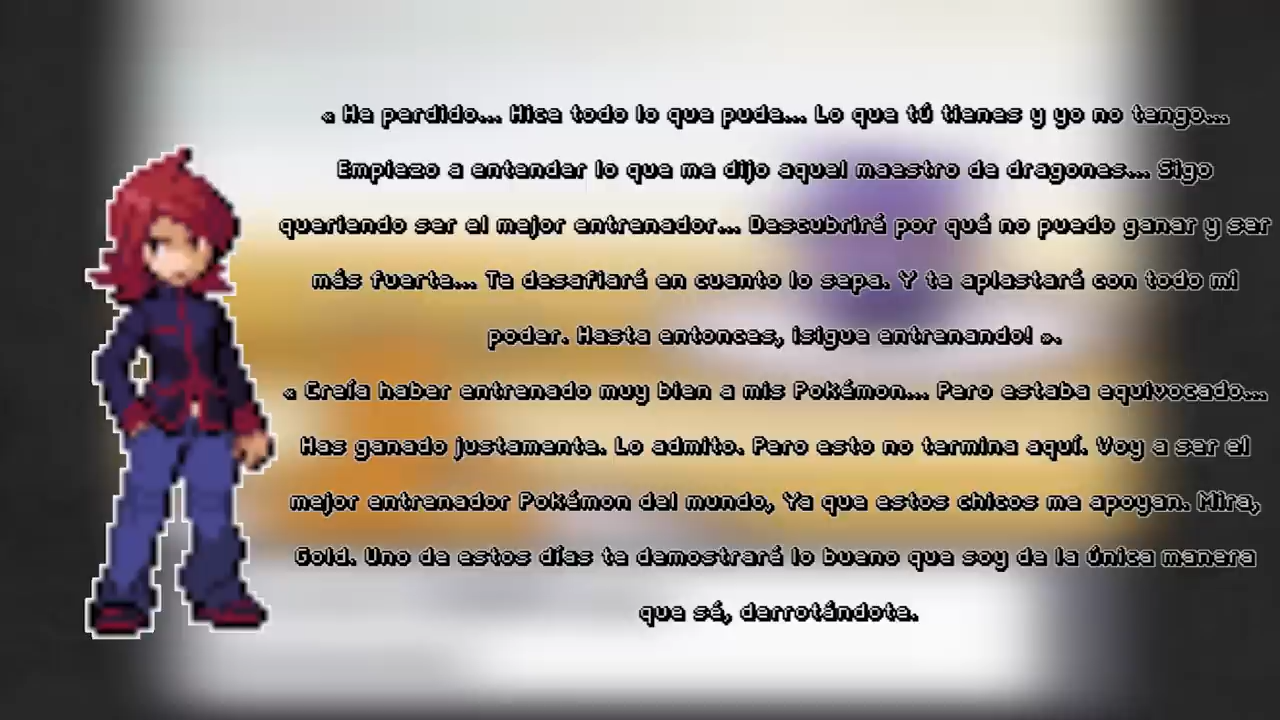 « He perdido... Hice todo lo que pude... Lo que tú tienes y yo no tengo...
Empiezo a entender lo que me dijo aquel maestro de dragones... Sigo
queriendo ser el mejor entrenador... Descubriré por qué no puedo ganar y ser
más fuerte... Te desafiaré en cuanto lo sepa. Y te aplastaré con todo mi
poder. Hasta entonces, ¡sigue entrenando! ».
« Creía haber entrenado muy bien a mis Pokémon... Pero estaba equivocado...
Has ganado justamente. Lo admito. Pero esto no termina aquí. Voy a ser el
mejor entrenador Pokémon del mundo, Ya que estos chicos me apoyan. Mira,
Gold. Uno de estos días te demostraré lo bueno que soy de la única manera
que sé, derrotándote.